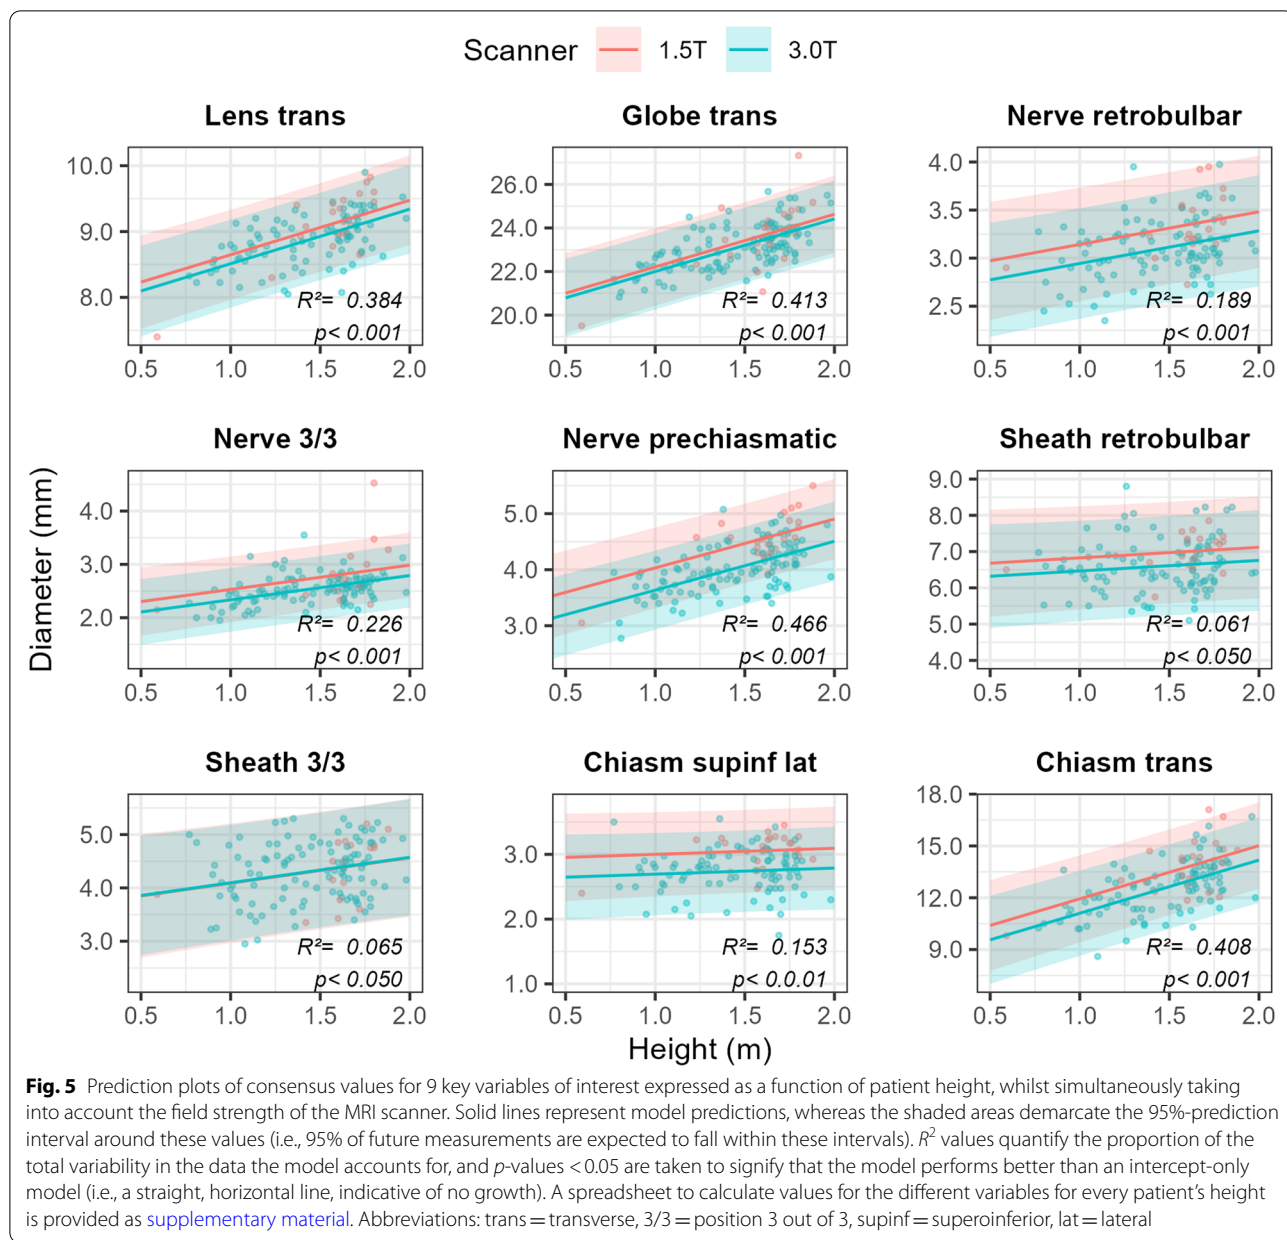 Scanner 1.5T 3.0T
Lens trans
10.0
9.0
8.0
R²= 0.384
p< 0.001
0.5 1.0 1.5 2.0
Globe trans
26.0
24.0
22.0
20.0
R²= 0.413
p< 0.001
0.5 1.0 1.5 2.0
Nerve retrobulbar
4.0
3.5
3.0
2.5
R²= 0.189
p< 0.001
0.5 1.0 1.5 2.0
Diameter (mm)
Nerve 3/3
4.0
3.0
2.0
R²= 0.226
p< 0.001
0.5 1.0 1.5 2.0
Nerve prechiasmatic
5.0
4.0
3.0
R²= 0.466
p< 0.001
0.5 1.0 1.5 2.0
Sheath retrobulbar
9.0
8.0
7.0
6.0
5.0
4.0
R²= 0.061
p< 0.050
0.5 1.0 1.5 2.0
Sheath 3/3
5.0
4.0
3.0
R²= 0.065
p< 0.050
0.5 1.0 1.5 2.0
Chiasm supinf lat
3.0
2.0
1.0
R²= 0.153
p< 0.0.01
0.5 1.0 1.5 2.0
Chiasm trans
18.0
15.0
12.0
9.0
R²= 0.408
p< 0.001
0.5 1.0 1.5 2.0
Height (m)
Fig. 5 Prediction plots of consensus values for 9 key variables of interest expressed as a function of patient height, whilst simultaneously taking
into account the field strength of the MRI scanner. Solid lines represent model predictions, whereas the shaded areas demarcate the 95%-prediction
interval around these values (i.e., 95% of future measurements are expected to fall within these intervals). R² values quantify the proportion of the
total variability in the data the model accounts for, and p-values < 0.05 are taken to signify that the model performs better than an intercept-only
model (i.e., a straight, horizontal line, indicative of no growth). A spreadsheet to calculate values for the different variables for every patient's height
is provided as supplementary material. Abbreviations: trans = transverse, 3/3 = position 3 out of 3, supinf = superoinferior, lat = lateral